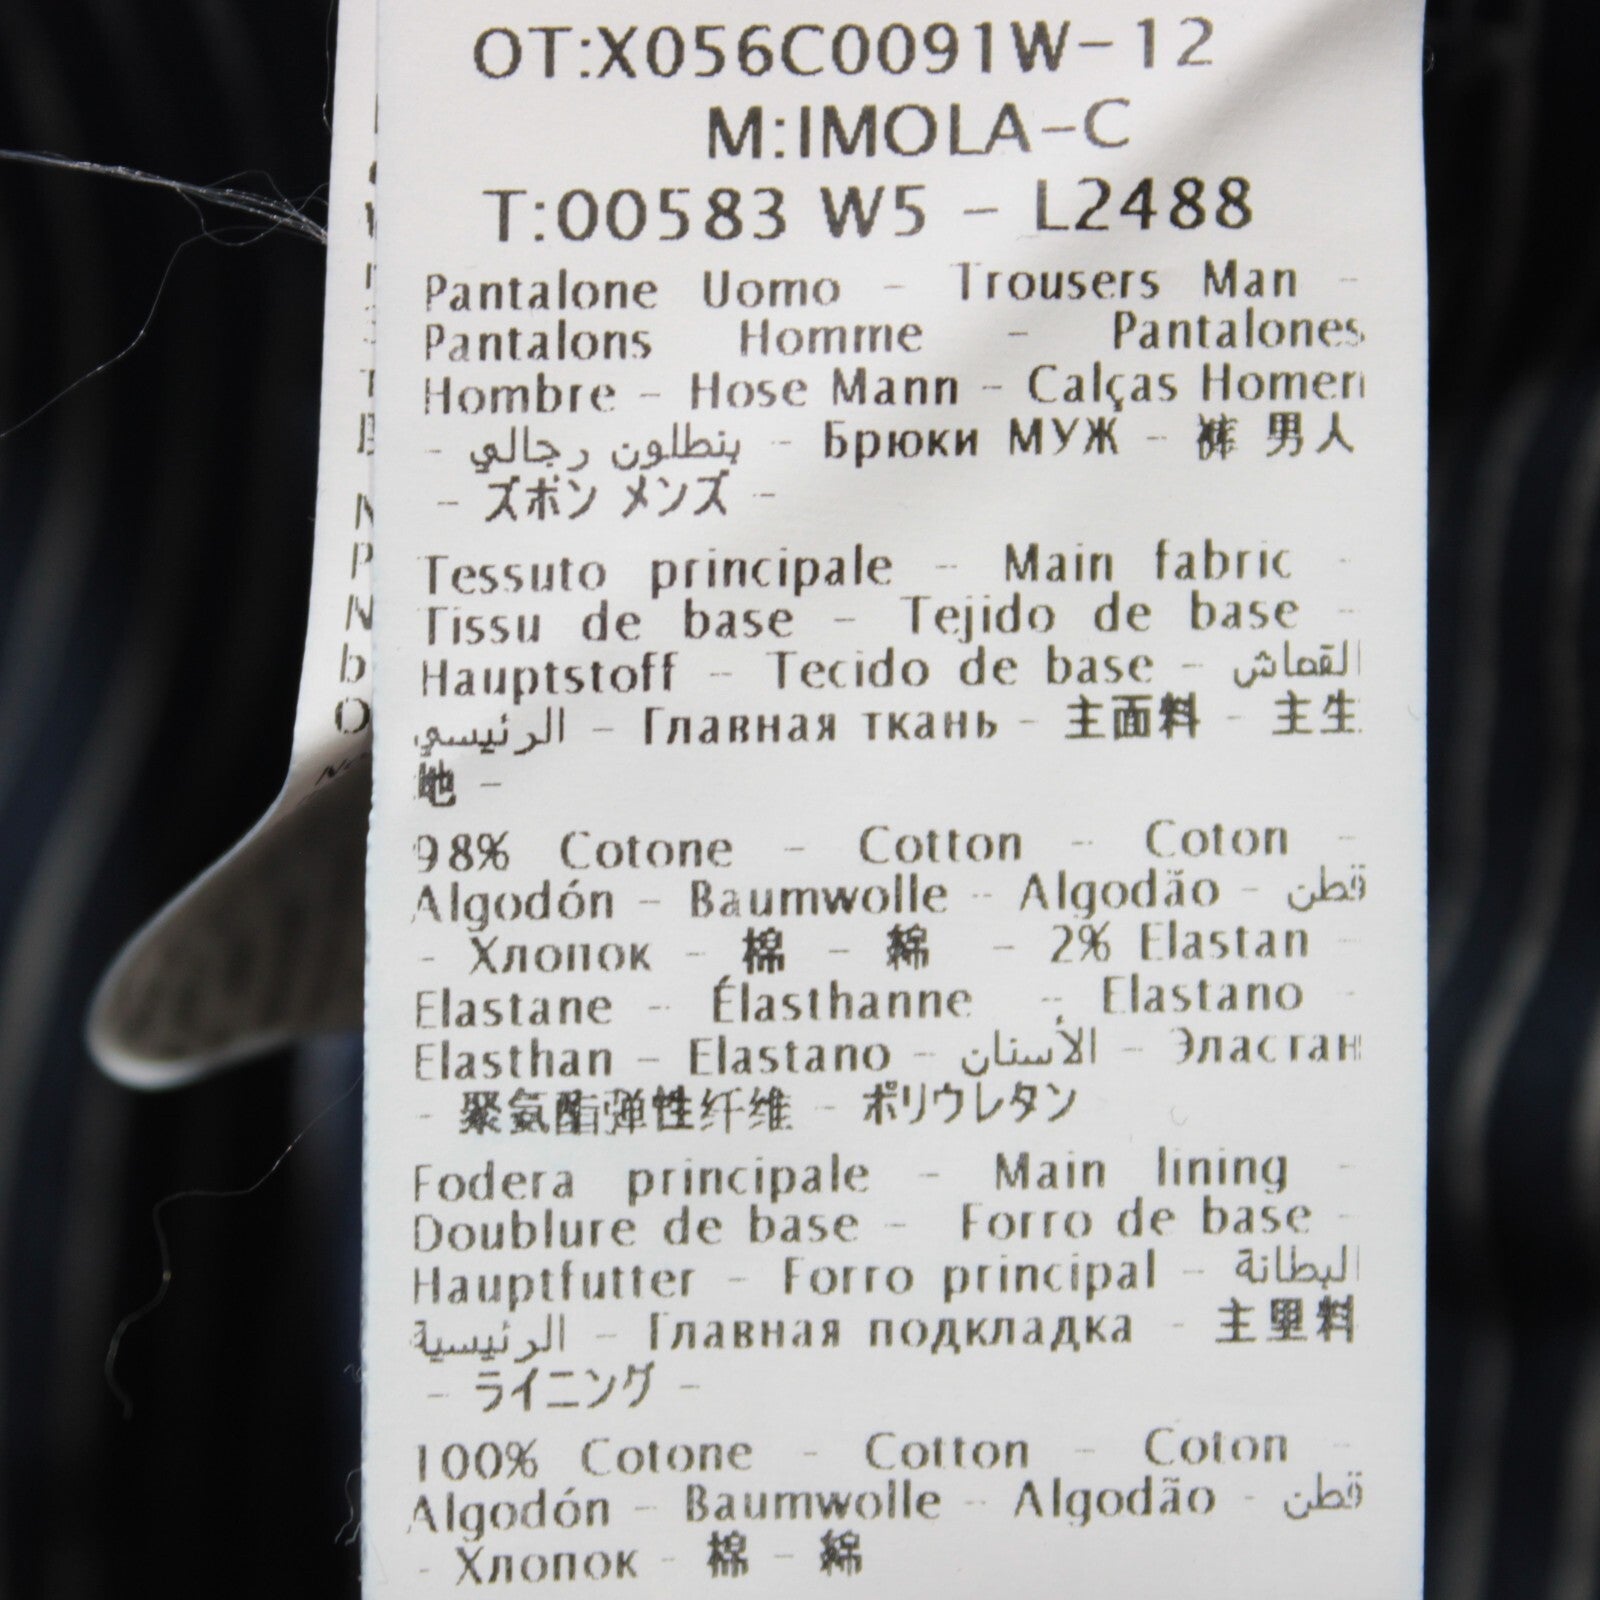 OT:X056C0091W-12
M:IMOLA-C
T:00583 W5 - L2488
Pantalone Uomo - Trousers Man -
Pantalons Homme - Pantalones
Hombre - Hose Mann - Calças Homem
- بنطلون رجالي - Брюки МУЖ - 裤 男人
- ズボン メンズ -
Tessuto principale - Main fabric -
Tissu de base - Tejido de base -
Hauptstoff - Tecido de base - القماش
الرئيسي - Главная ткань - 主面料 - 主生
地 -
98% Cotone - Cotton - Coton -
Algodón - Baumwolle - Algodão - قطن
- Хлопок - 棉 - 綿 - 2% Elastan -
Elastane - Élasthanne - Elastano -
Elasthan - Elastano - الأسنان - Эластан
- 聚氨酯弹性纤维 - ポリウレタン
Fodera principale - Main lining -
Doublure de base - Forro de base -
Hauptfutter - Forro principal - البطانة
الرئيسية - Главная подкладка - 主里料
- ライニング -
100% Cotone - Cotton - Coton -
Algodón - Baumwolle - Algodão - قطن
- Хлопок - 棉 - 綿